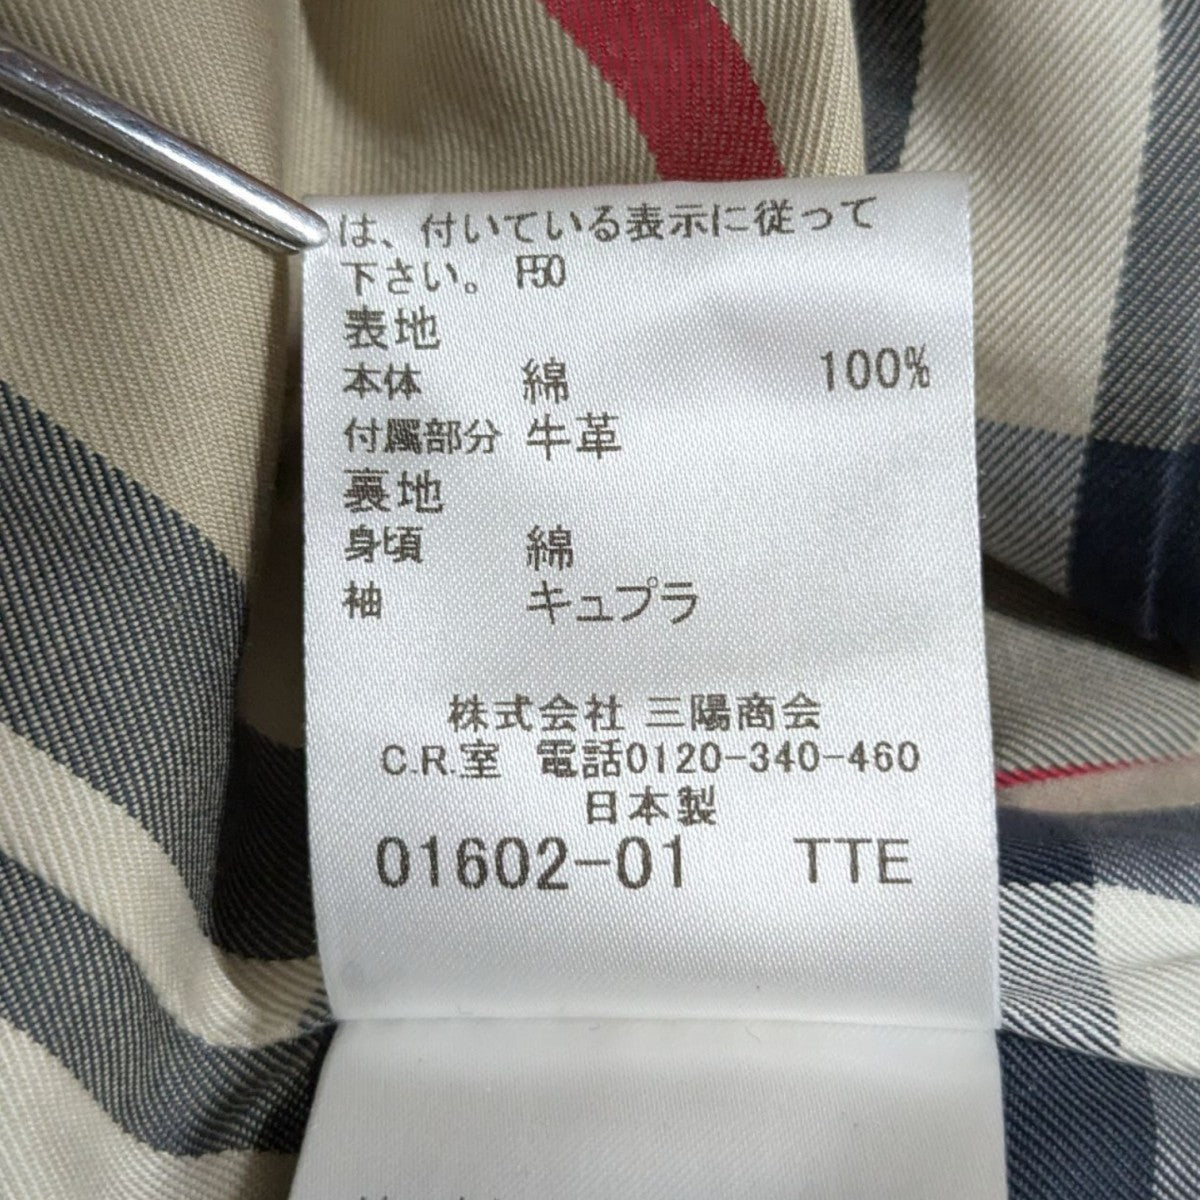 は、付いている表示に従って
下さい。 P50
表地
本体 綿 100%
付属部分 牛革
裏地
身頃 綿
袖 キュプラ
株式会社 三陽商会
C.R.室 電話0120-340-460
日本製
01602-01 TTE